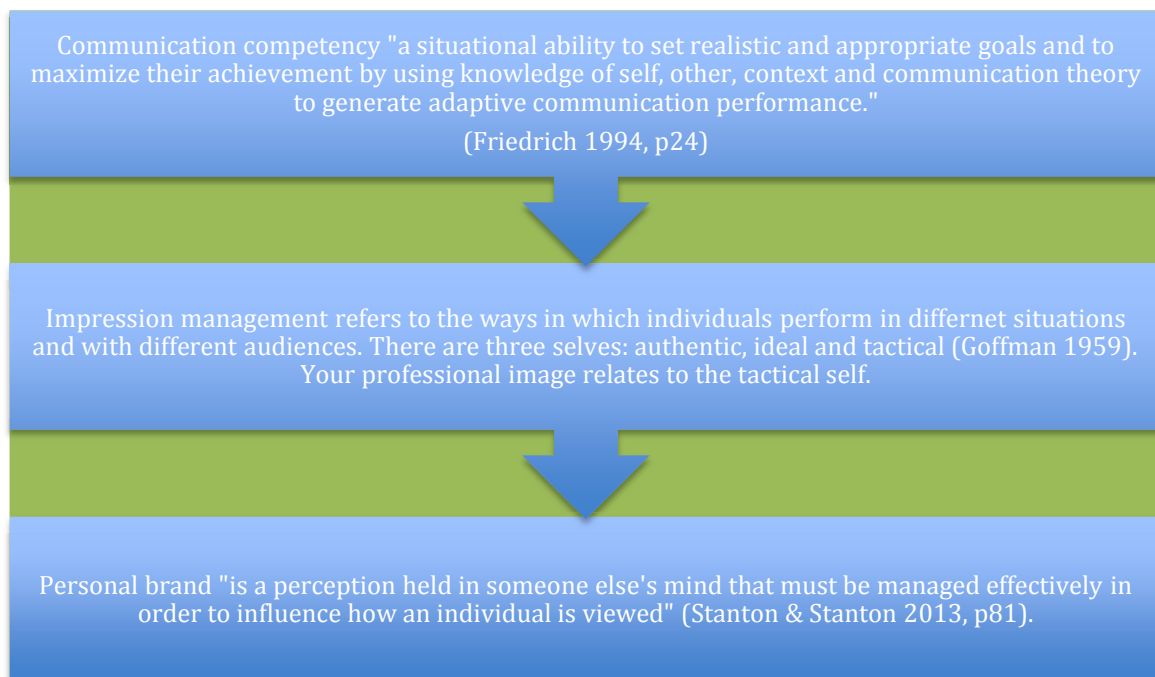 Communication competency "a situational ability to set realistic and appropriate goals and to
maximize their achievement by using knowledge of self, other, context and communication theory
to generate adaptive communication performance."
(Friedrich 1994, p24)
Impression management refers to the ways in which individuals perform in differnet situations
and with different audiences. There are three selves: authentic, ideal and tactical (Goffman 1959).
Your professional image relates to the tactical self.
Personal brand "is a perception held in someone else's mind that must be managed effectively in
order to influence how an individual is viewed" (Stanton & Stanton 2013, p81).